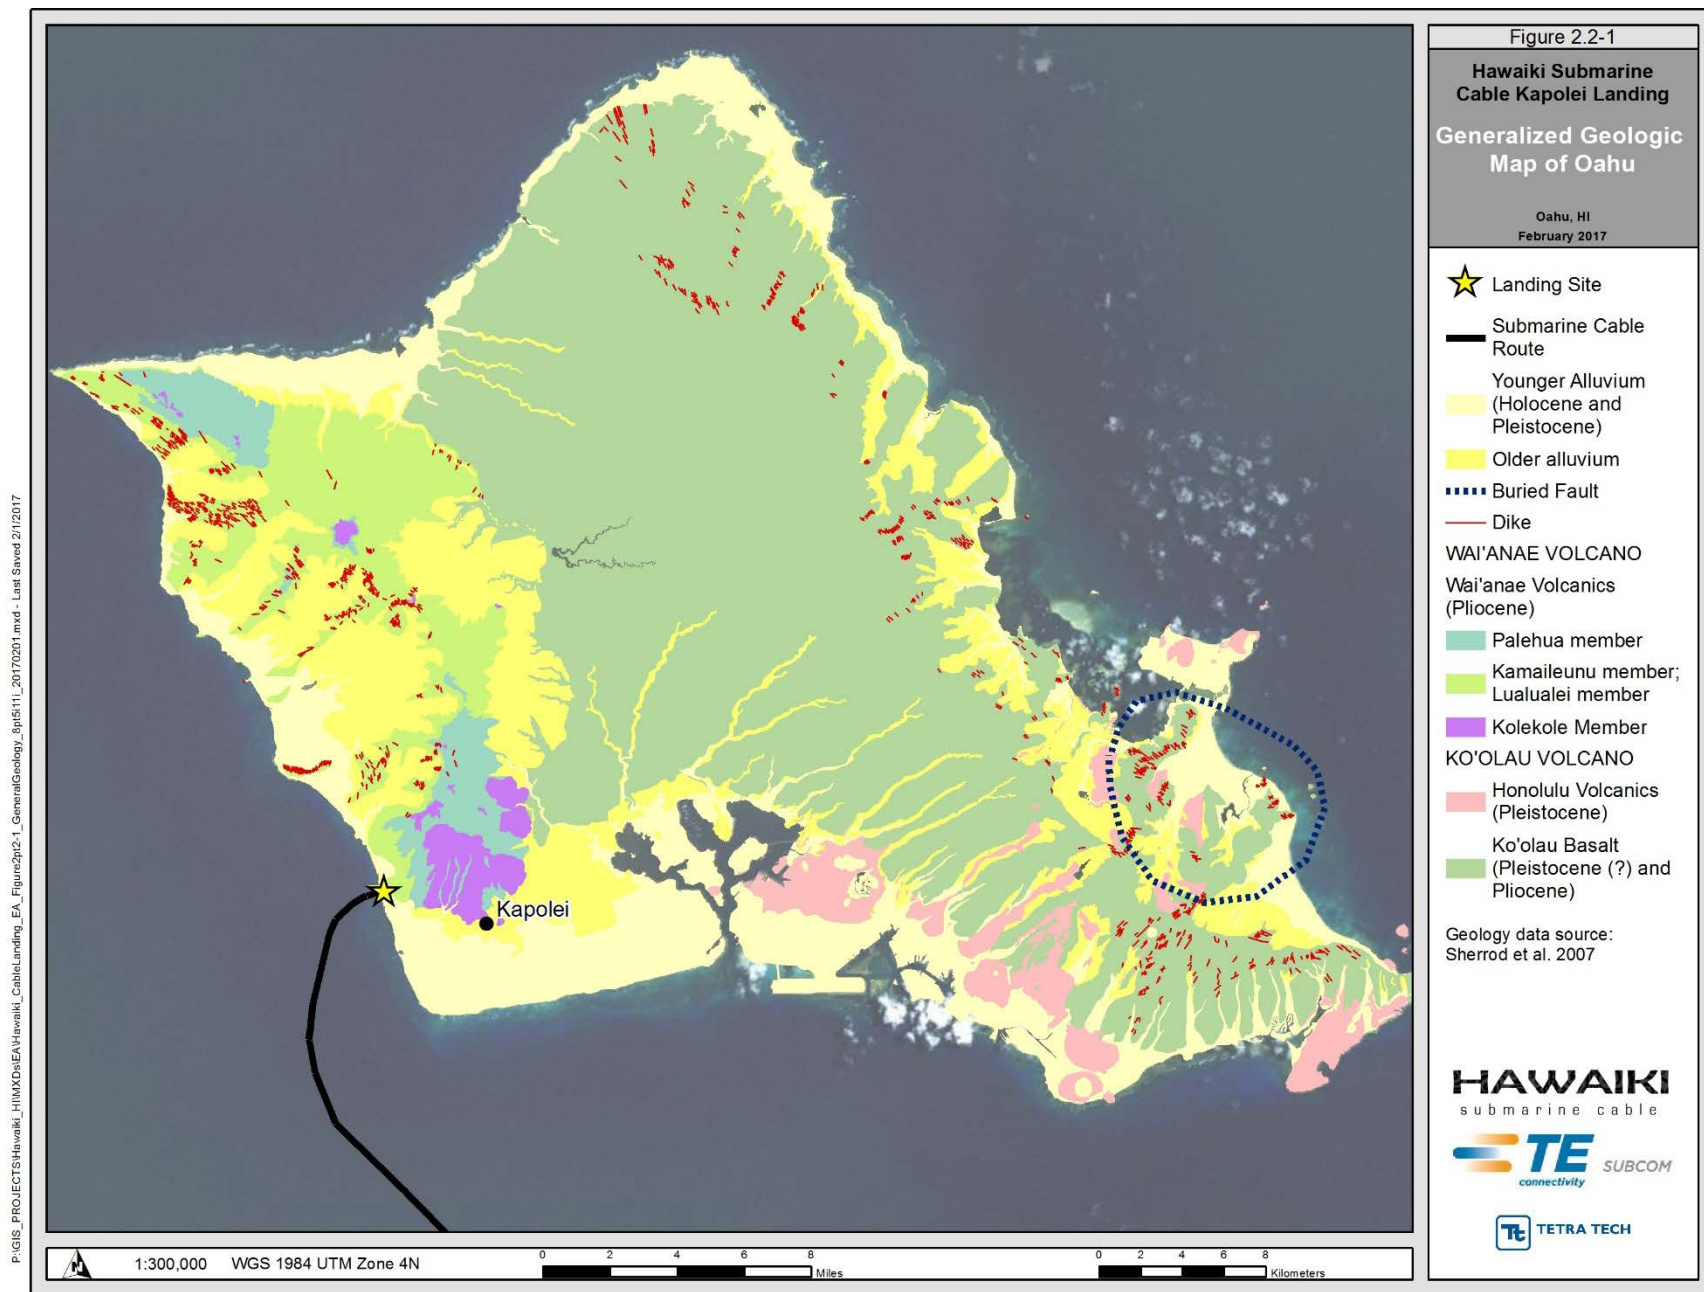 Figure 2.2-1
Hawaiki Submarine
Cable Kapolei Landing
Generalized Geologic
Map of Oahu
Oahu, HI
February 2017
Landing Site
Submarine Cable
Route
Younger Alluvium
(Holocene and
Pleistocene)
Older alluvium
Buried Fault
Dike
WAI'ANAE VOLCANO
Wai'anae Volcanics
(Pliocene)
Palehua member
Kamaileunu member;
Lualualei member
Kolekole Member
KO'OLAU VOLCANO
Honolulu Volcanics
(Pleistocene)
Ko'olau Basalt
(Pleistocene (?) and
Pliocene)
Geology data source:
Sherrod et al. 2007
HAWAIKI
submarine cable
TE
connectivity
SUBCOM
Tt
TETRA TECH
Kapolei
N
1:300,000 WGS 1984 UTM Zone 4N
0 2 4 6 8
Miles
0 2 4 6 8
Kilometers